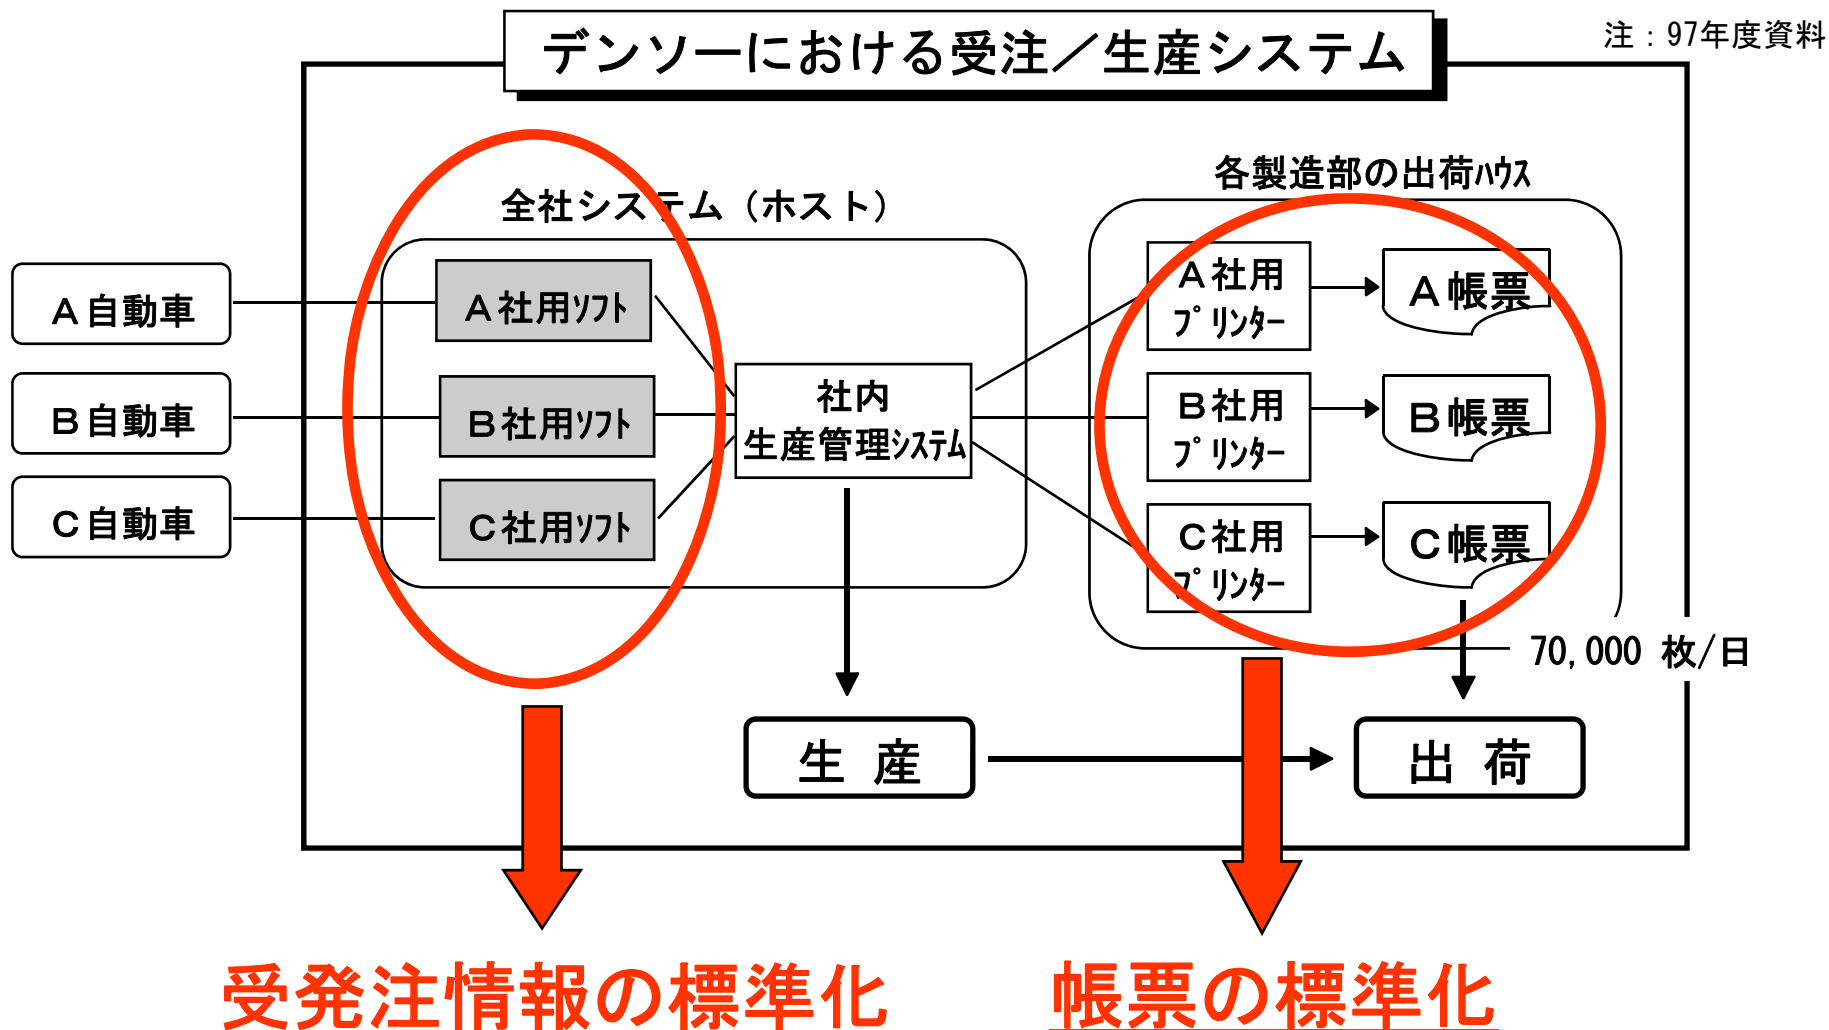 デンソーにおける受注／生産システム
注：97年度資料
各製造部の出荷ﾊｳｽ
全社システム（ホスト）
Ａ自動車
Ｂ自動車
Ｃ自動車
Ａ社用ｿﾌﾄ
Ｂ社用ｿﾌﾄ
Ｃ社用ｿﾌﾄ
社内
生産管理ｼｽﾃﾑ
Ａ社用
ﾌﾟﾘﾝﾀｰ
Ａ帳票
Ｂ社用
ﾌﾟﾘﾝﾀｰ
Ｂ帳票
Ｃ社用
ﾌﾟﾘﾝﾀｰ
Ｃ帳票
70,000 枚/日
生 産
出 荷
受発注情報の標準化
帳票の標準化